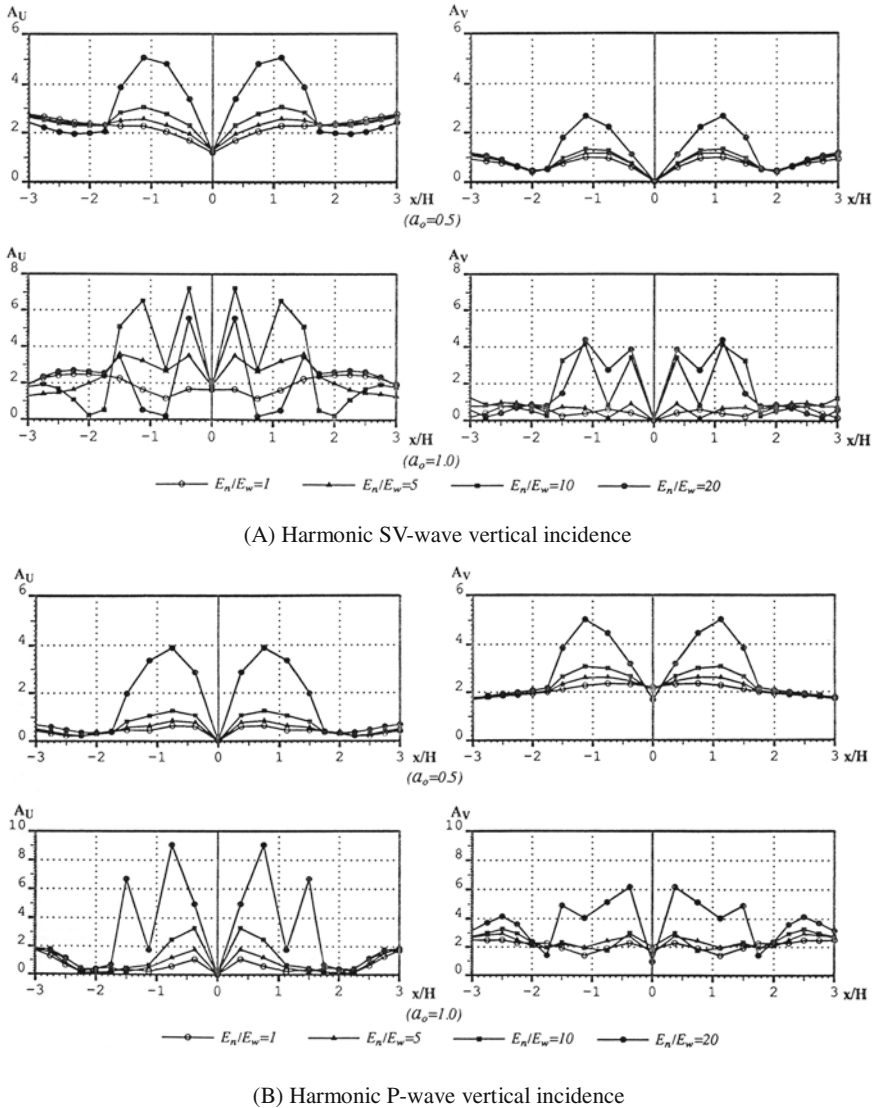 A_U A_V
6 6
4 4
2 2
0 0
−3 −2 −1 0 1 2 3 x/H −3 −2 −1 0 1 2 3 x/H
(a_o=0.5)
A_U A_V
8 8
6 6
4 4
2 2
0 0
−3 −2 −1 0 1 2 3 x/H −3 −2 −1 0 1 2 3 x/H
(a_o=1.0)
E_n/E_w=1 E_n/E_w=5 E_n/E_w=10 E_n/E_w=20
(A) Harmonic SV-wave vertical incidence
A_U A_V
6 6
4 4
2 2
0 0
−3 −2 −1 0 1 2 3 x/H −3 −2 −1 0 1 2 3 x/H
(a_o=0.5)
A_U A_V
10 10
8 8
6 6
4 4
2 2
0 0
−3 −2 −1 0 1 2 3 x/H −3 −2 −1 0 1 2 3 x/H
(a_o=1.0)
E_n/E_w=1 E_n/E_w=5 E_n/E_w=10 E_n/E_w=20
(B) Harmonic P-wave vertical incidence